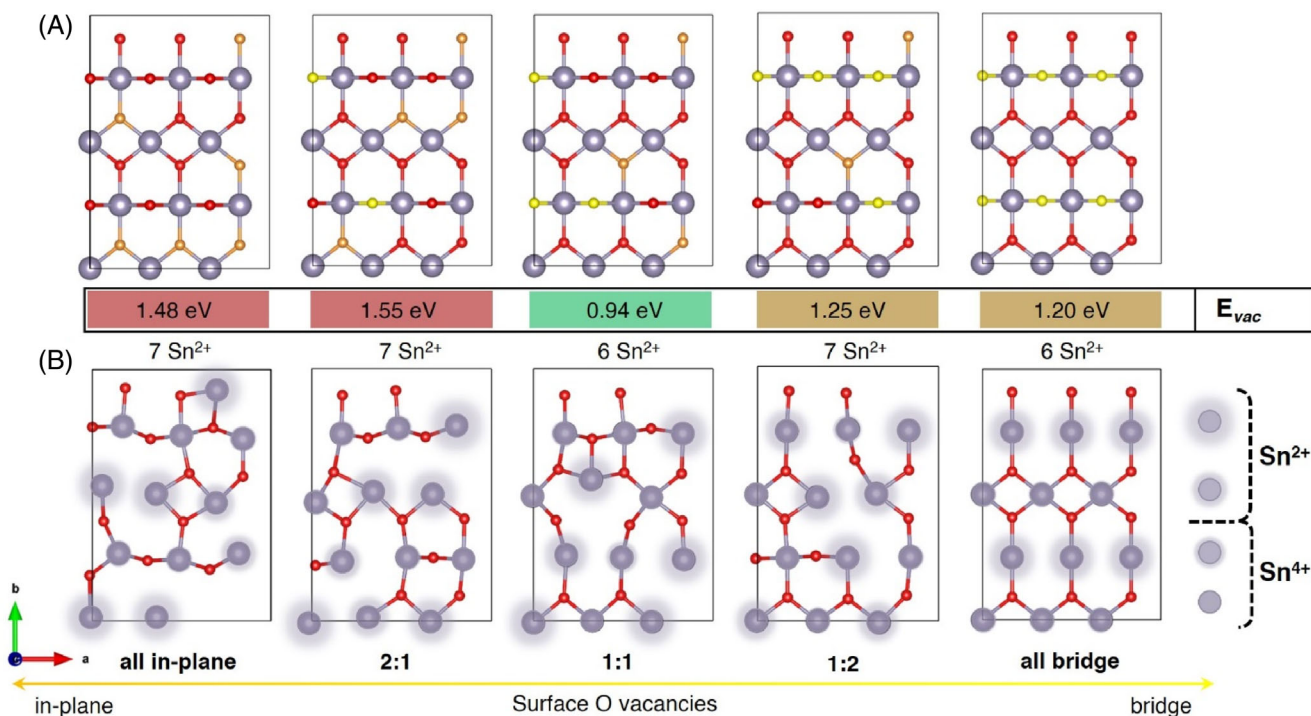 (A)
1.48 eV 1.55 eV 0.94 eV 1.25 eV 1.20 eV E_vac
7 Sn²⁺ 7 Sn²⁺ 6 Sn²⁺ 7 Sn²⁺ 6 Sn²⁺
(B)
Sn²⁺
Sn⁴⁺
b
a
all in-plane 2:1 1:1 1:2 all bridge
in-plane Surface O vacancies bridge